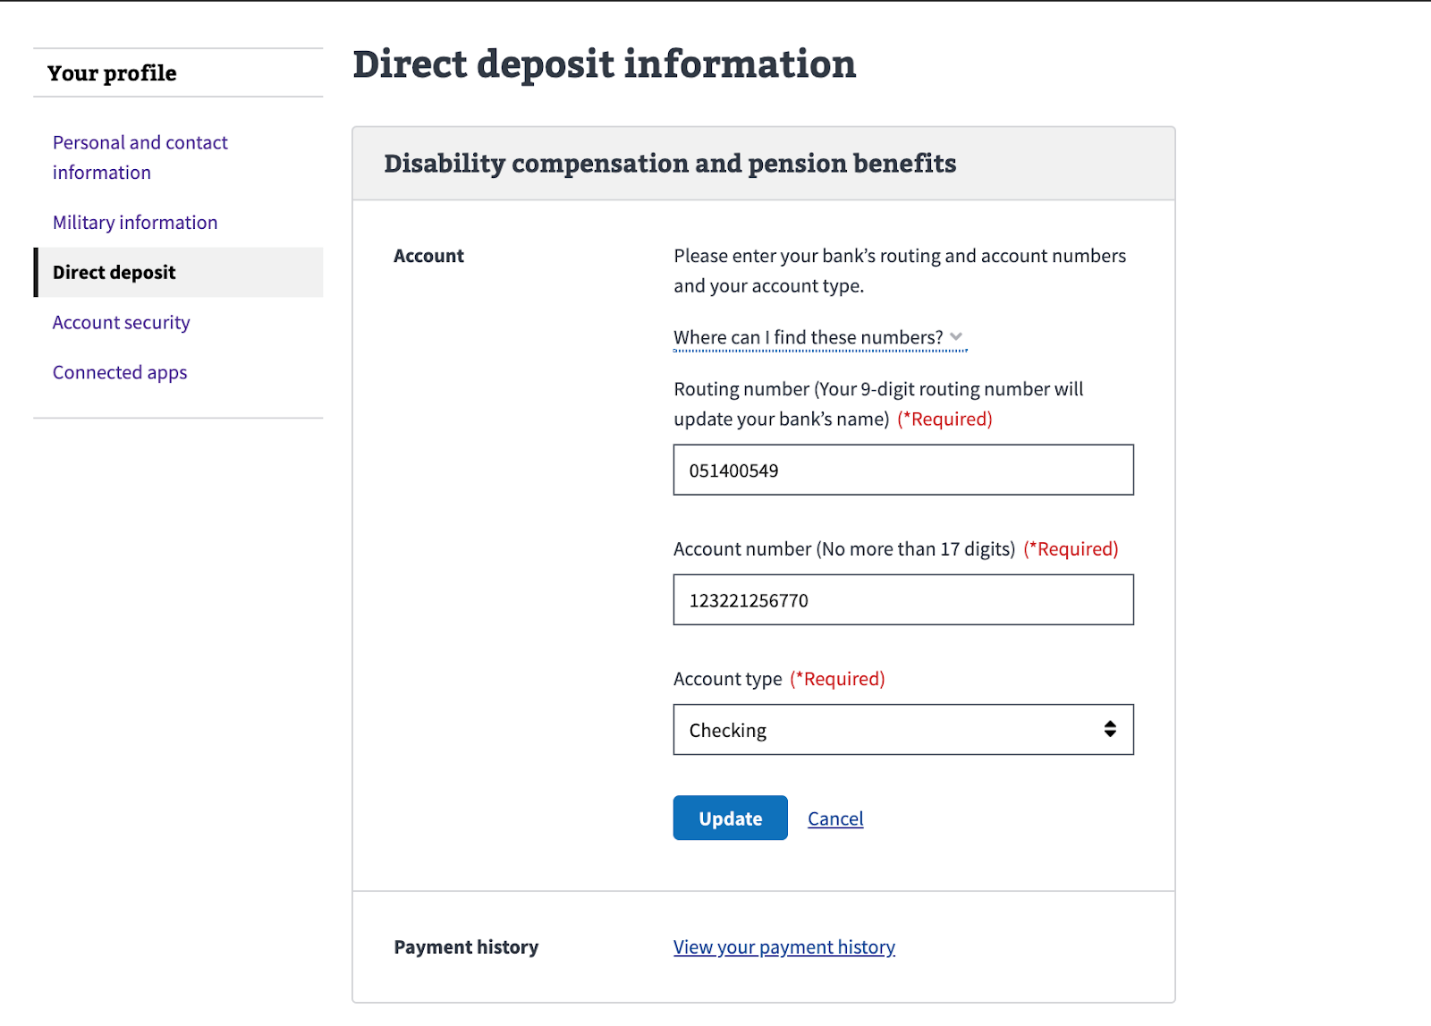 Your profile
Personal and contact
information
Military information
Direct deposit
Account security
Connected apps
Direct deposit information
Disability compensation and pension benefits
Account
Please enter your bank’s routing and account numbers
and your account type.
Where can I find these numbers?
Routing number (Your 9-digit routing number will
update your bank’s name) (*Required)
051400549
Account number (No more than 17 digits) (*Required)
123221256770
Account type (*Required)
Checking
Update Cancel
Payment history View your payment history